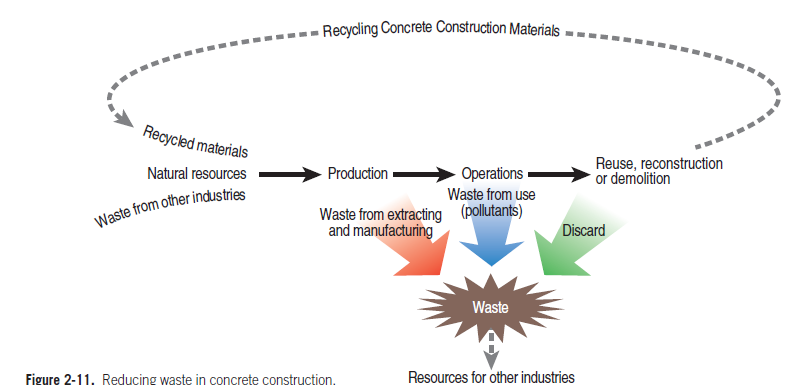 Recycling Concrete Construction Materials
Recycled materials
Natural resources
Waste from other industries
Production
Operations
Reuse, reconstruction
or demolition
Waste from extracting
and manufacturing
Waste from use
(pollutants)
Discard
Waste
Resources for other industries
Figure 2-11. Reducing waste in concrete construction.